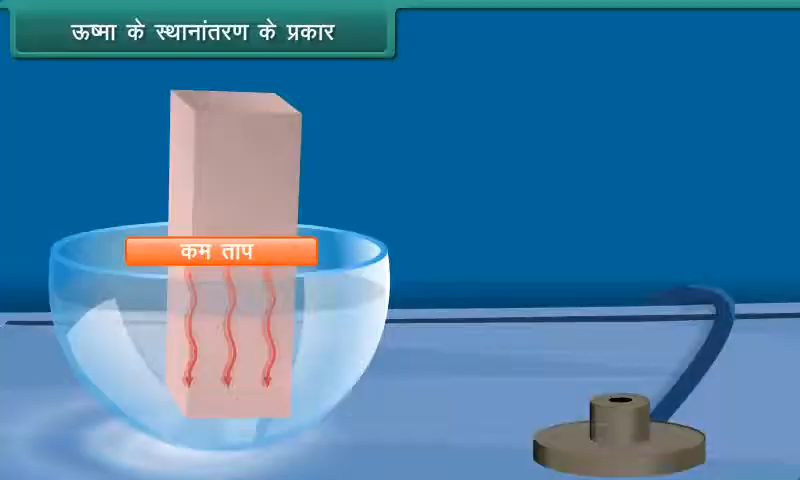 ऊष्मा के स्थानांतरण के प्रकार
कम ताप